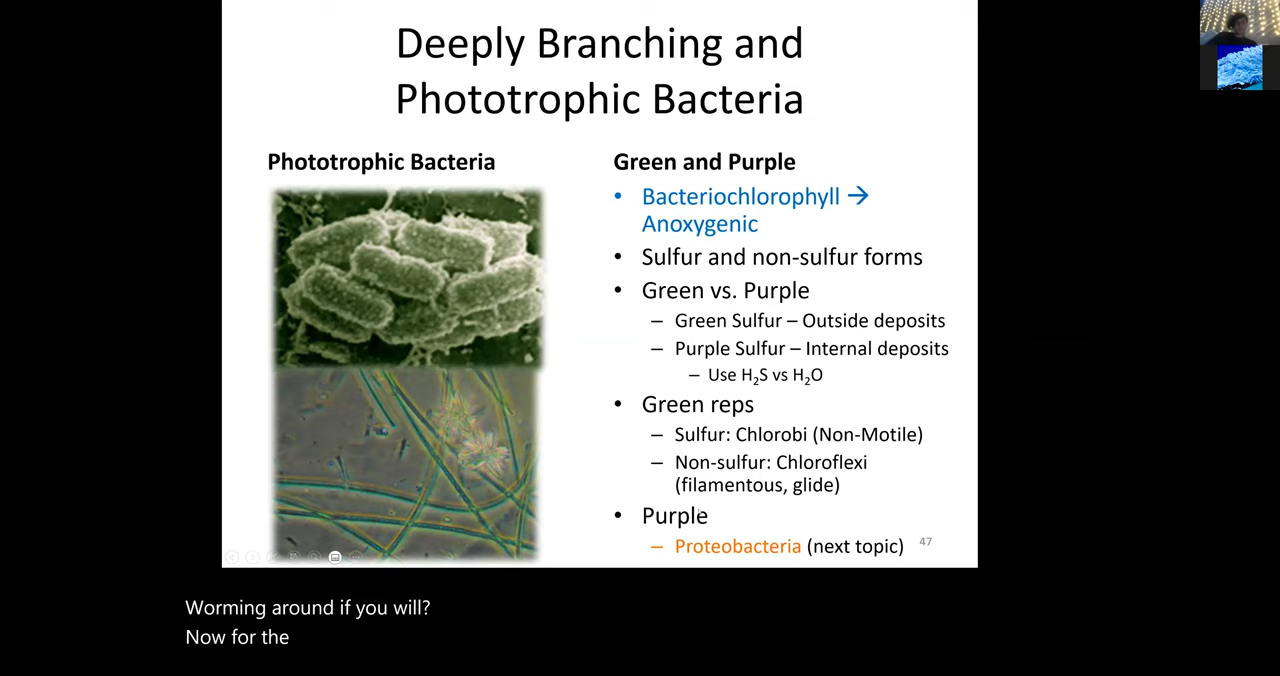 Deeply Branching and
Phototrophic Bacteria
Phototrophic Bacteria
Green and Purple
• Bacteriochlorophyll →
Anoxygenic
• Sulfur and non-sulfur forms
• Green vs. Purple
– Green Sulfur – Outside deposits
– Purple Sulfur – Internal deposits
– Use H₂S vs H₂O
• Green reps
– Sulfur: Chlorobi (Non-Motile)
– Non-sulfur: Chloroflexi
(filamentous, glide)
• Purple
– Proteobacteria (next topic)
47
Worming around if you will?
Now for the